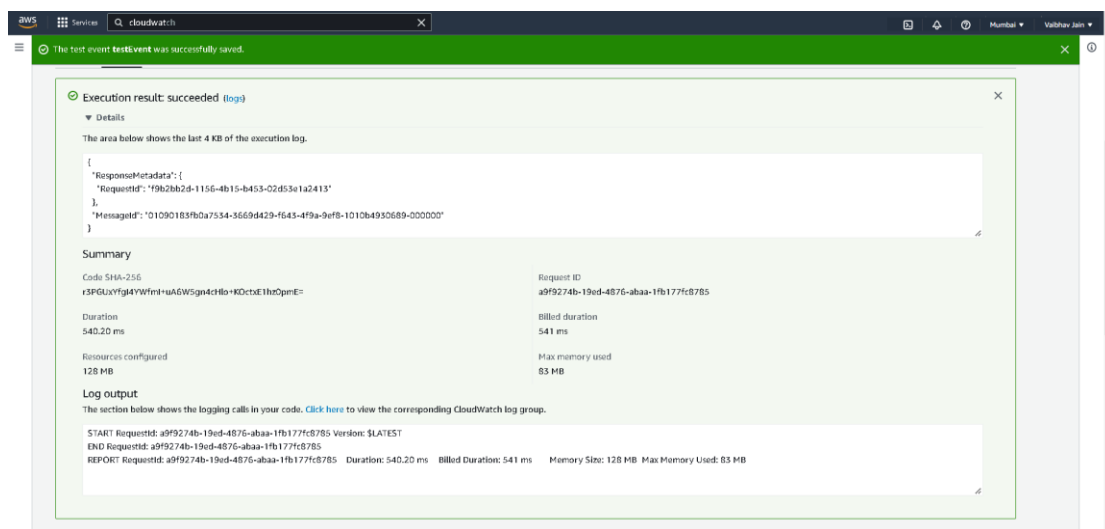 aws
Services
cloudwatch
Mumbai
Vaibhav Jain
The test event testEvent was successfully saved.
Execution result: succeeded (logs)
Details
The area below shows the last 4 KB of the execution log.
{
"ResponseMetadata": {
"RequestId": "f9b2bb2d-1156-4b15-b453-02d53e1a2413"
},
"MessageId": "01090183fb0a7534-3669d429-f643-4f9a-9ef8-1010b4930689-000000"
}
Summary
Code SHA-256
Request ID
r3PGUxYfgI4YWfmI+uA6W5gn4cHlo+KOctxE1hzOpmE=
a9f9274b-19ed-4876-abaa-1fb177fc8785
Duration
Billed duration
540.20 ms
541 ms
Resources configured
Max memory used
128 MB
83 MB
Log output
The section below shows the logging calls in your code. Click here to view the corresponding CloudWatch log group.
START RequestId: a9f9274b-19ed-4876-abaa-1fb177fc8785 Version: $LATEST
END RequestId: a9f9274b-19ed-4876-abaa-1fb177fc8785
REPORT RequestId: a9f9274b-19ed-4876-abaa-1fb177fc8785 Duration: 540.20 ms Billed Duration: 541 ms Memory Size: 128 MB Max Memory Used: 83 MB